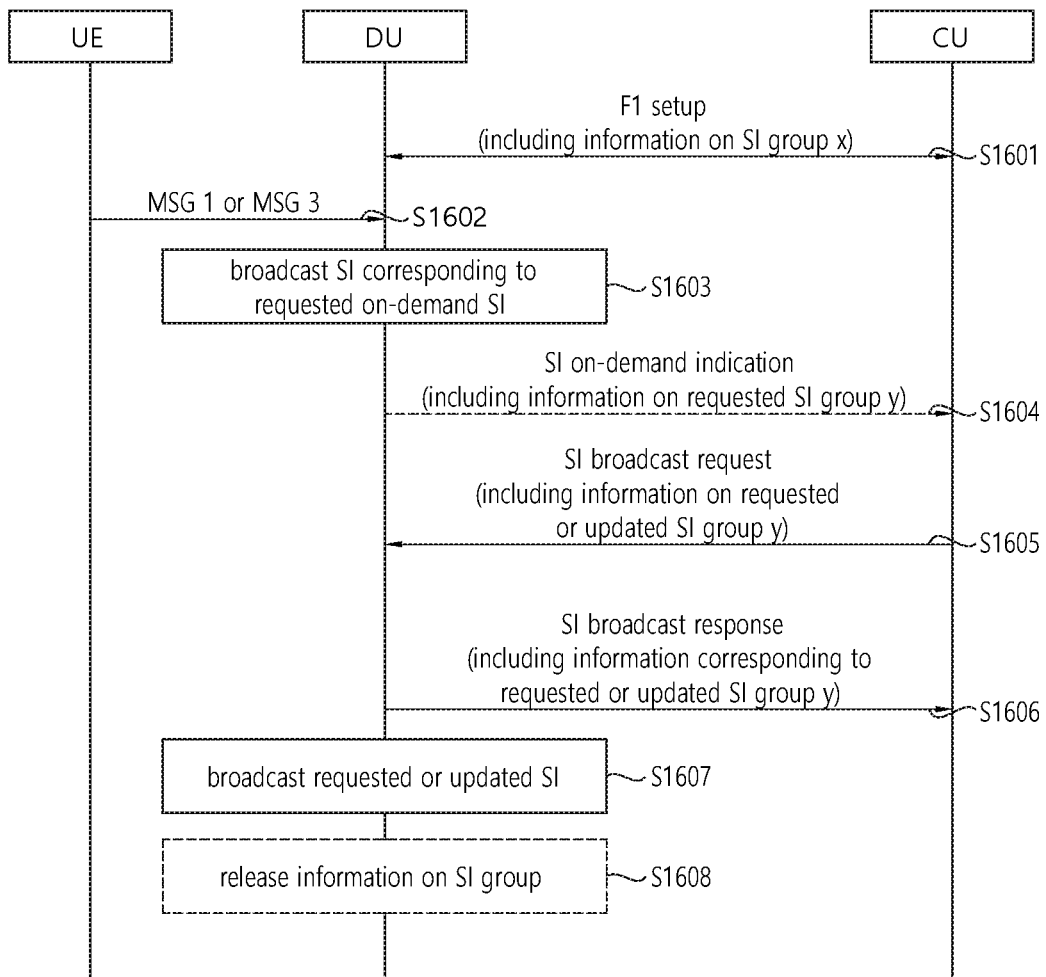 UE
DU
CU
F1 setup
(including information on SI group x)
S1601
MSG 1 or MSG 3
S1602
broadcast SI corresponding to
requested on-demand SI
S1603
SI on-demand indication
(including information on requested SI group y)
S1604
SI broadcast request
(including information on requested
or updated SI group y)
S1605
SI broadcast response
(including information corresponding to
requested or updated SI group y)
S1606
broadcast requested or updated SI
S1607
release information on SI group
S1608